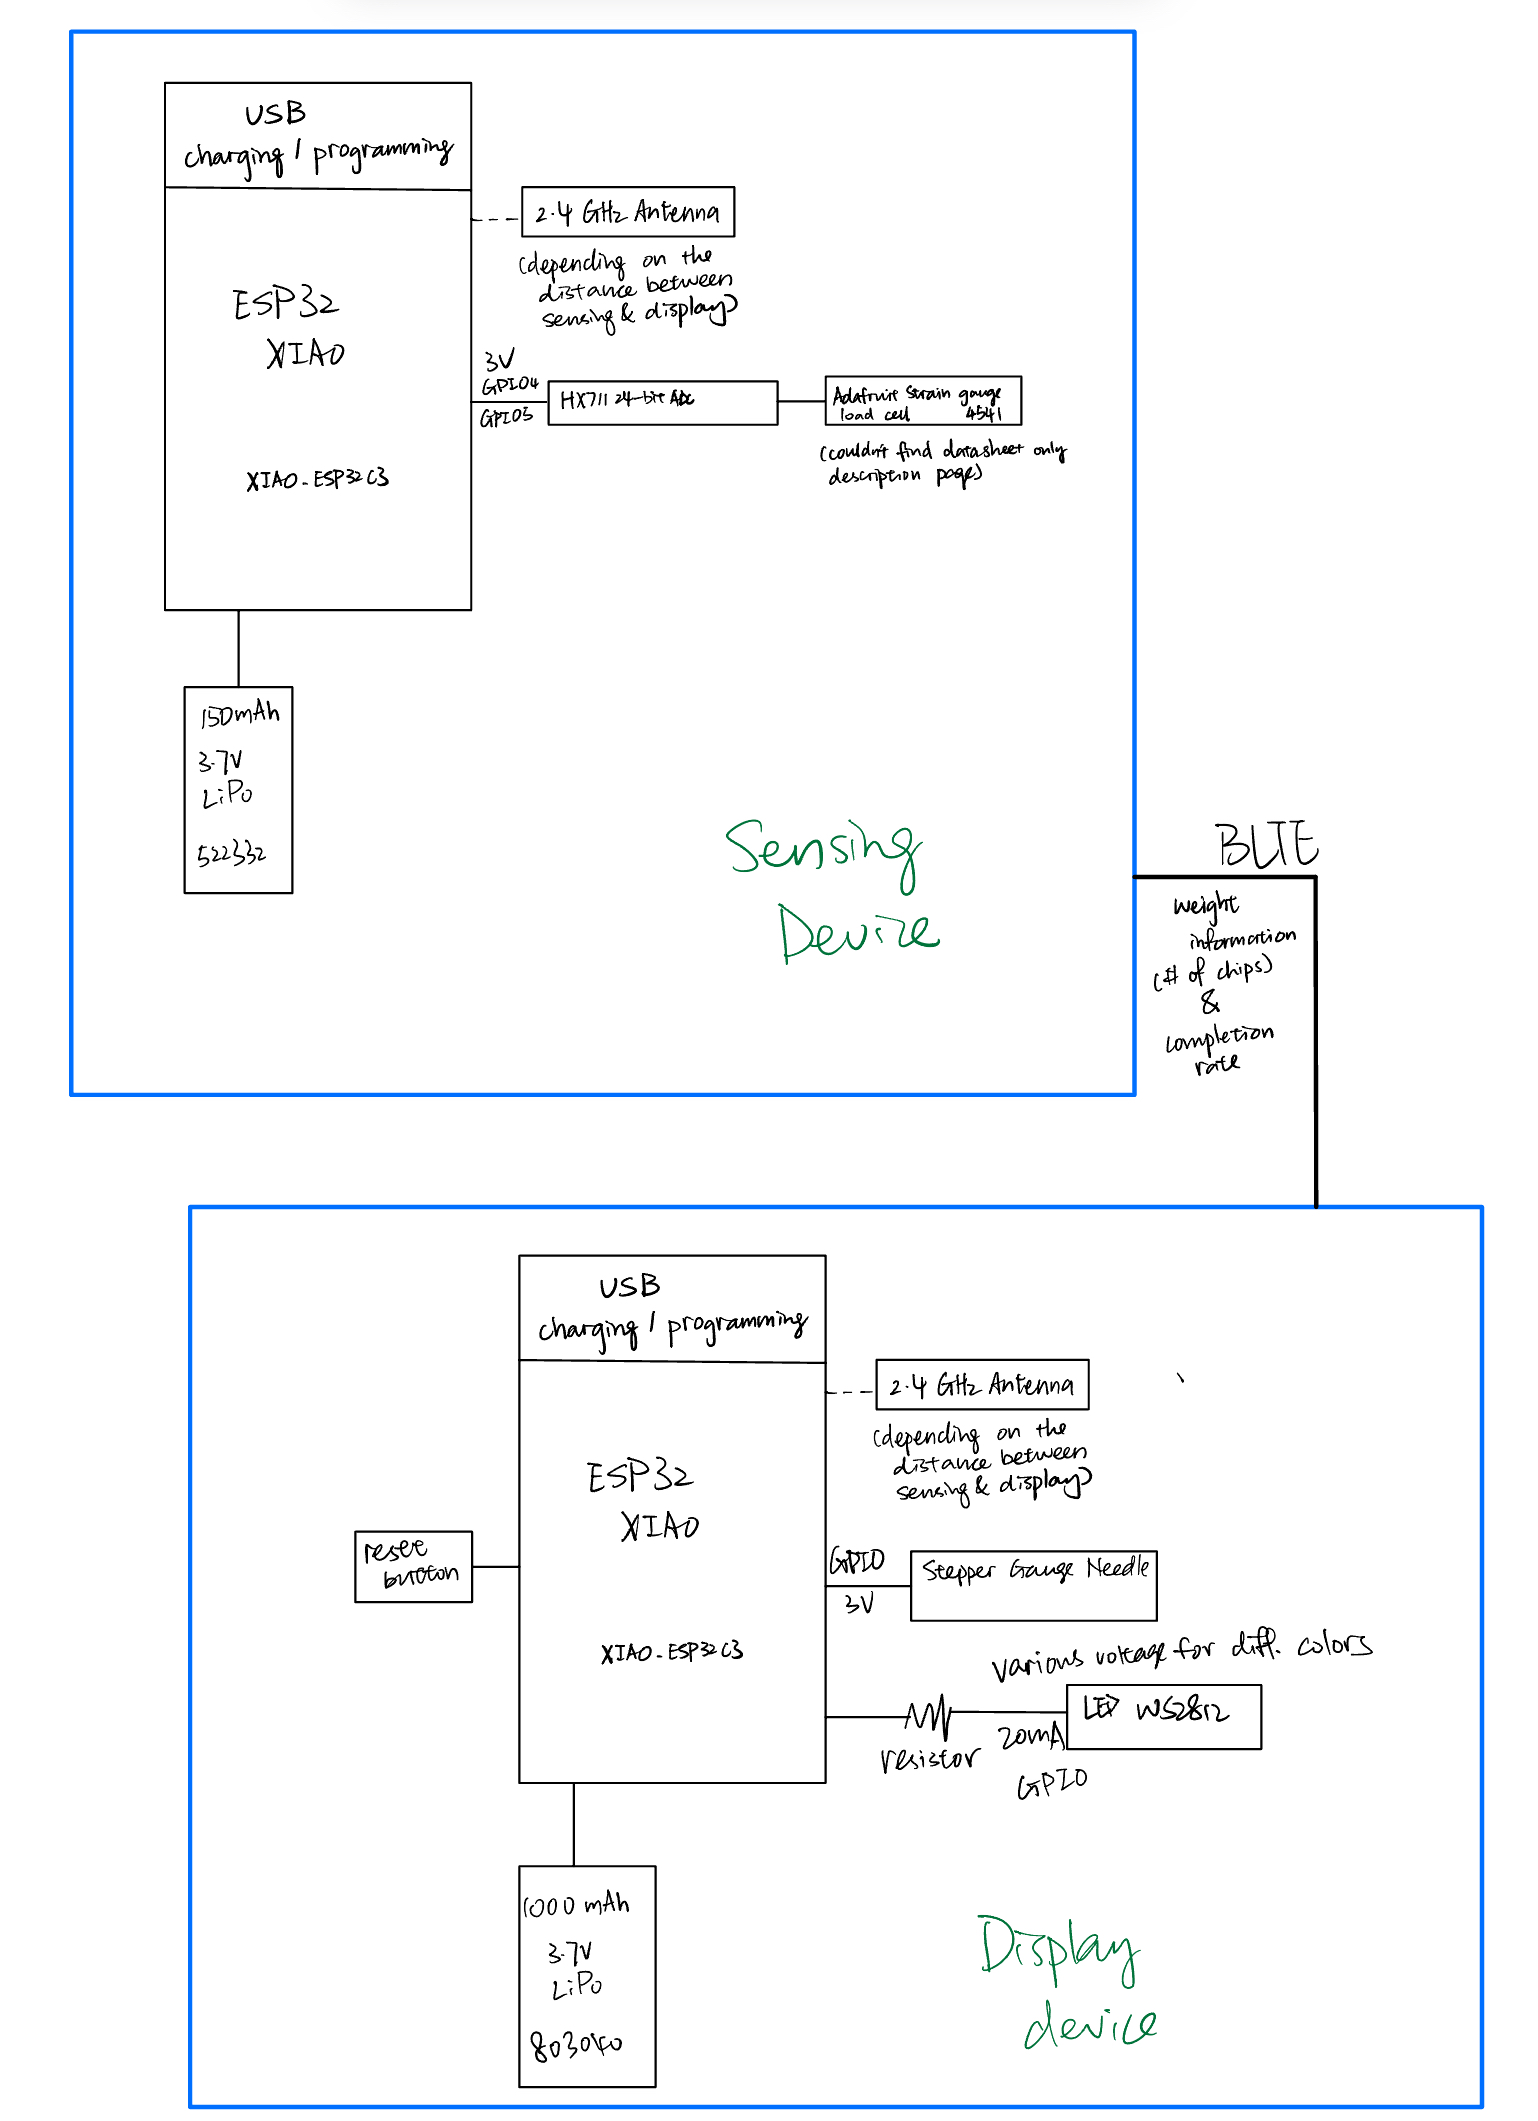 USB
charging / programming
2.4 GHz Antenna
(depending on the
distance between
sensing & display)
ESP32
XIAO
3V
GPIO4
GPIO5
HX711 24-bit ADC
Adafruit Strain gauge
load cell 4541
(couldn't find datasheet only
description page)
XIAO-ESP32C3
150mAh
3.7V
LiPo
522332
Sensing
Device
BLTE
weight
information
(# of chips)
&
completion
rate
USB
charging / programming
2.4 GHz Antenna
(depending on the
distance between
sensing & display)
ESP32
XIAO
reset
button
GPIO
3V
Stepper Gauge Needle
XIAO-ESP32C3
various voltage for diff. colors
LED WS2812
resistor
20mA
GPIO
1000 mAh
3.7V
LiPo
803040
Display
device